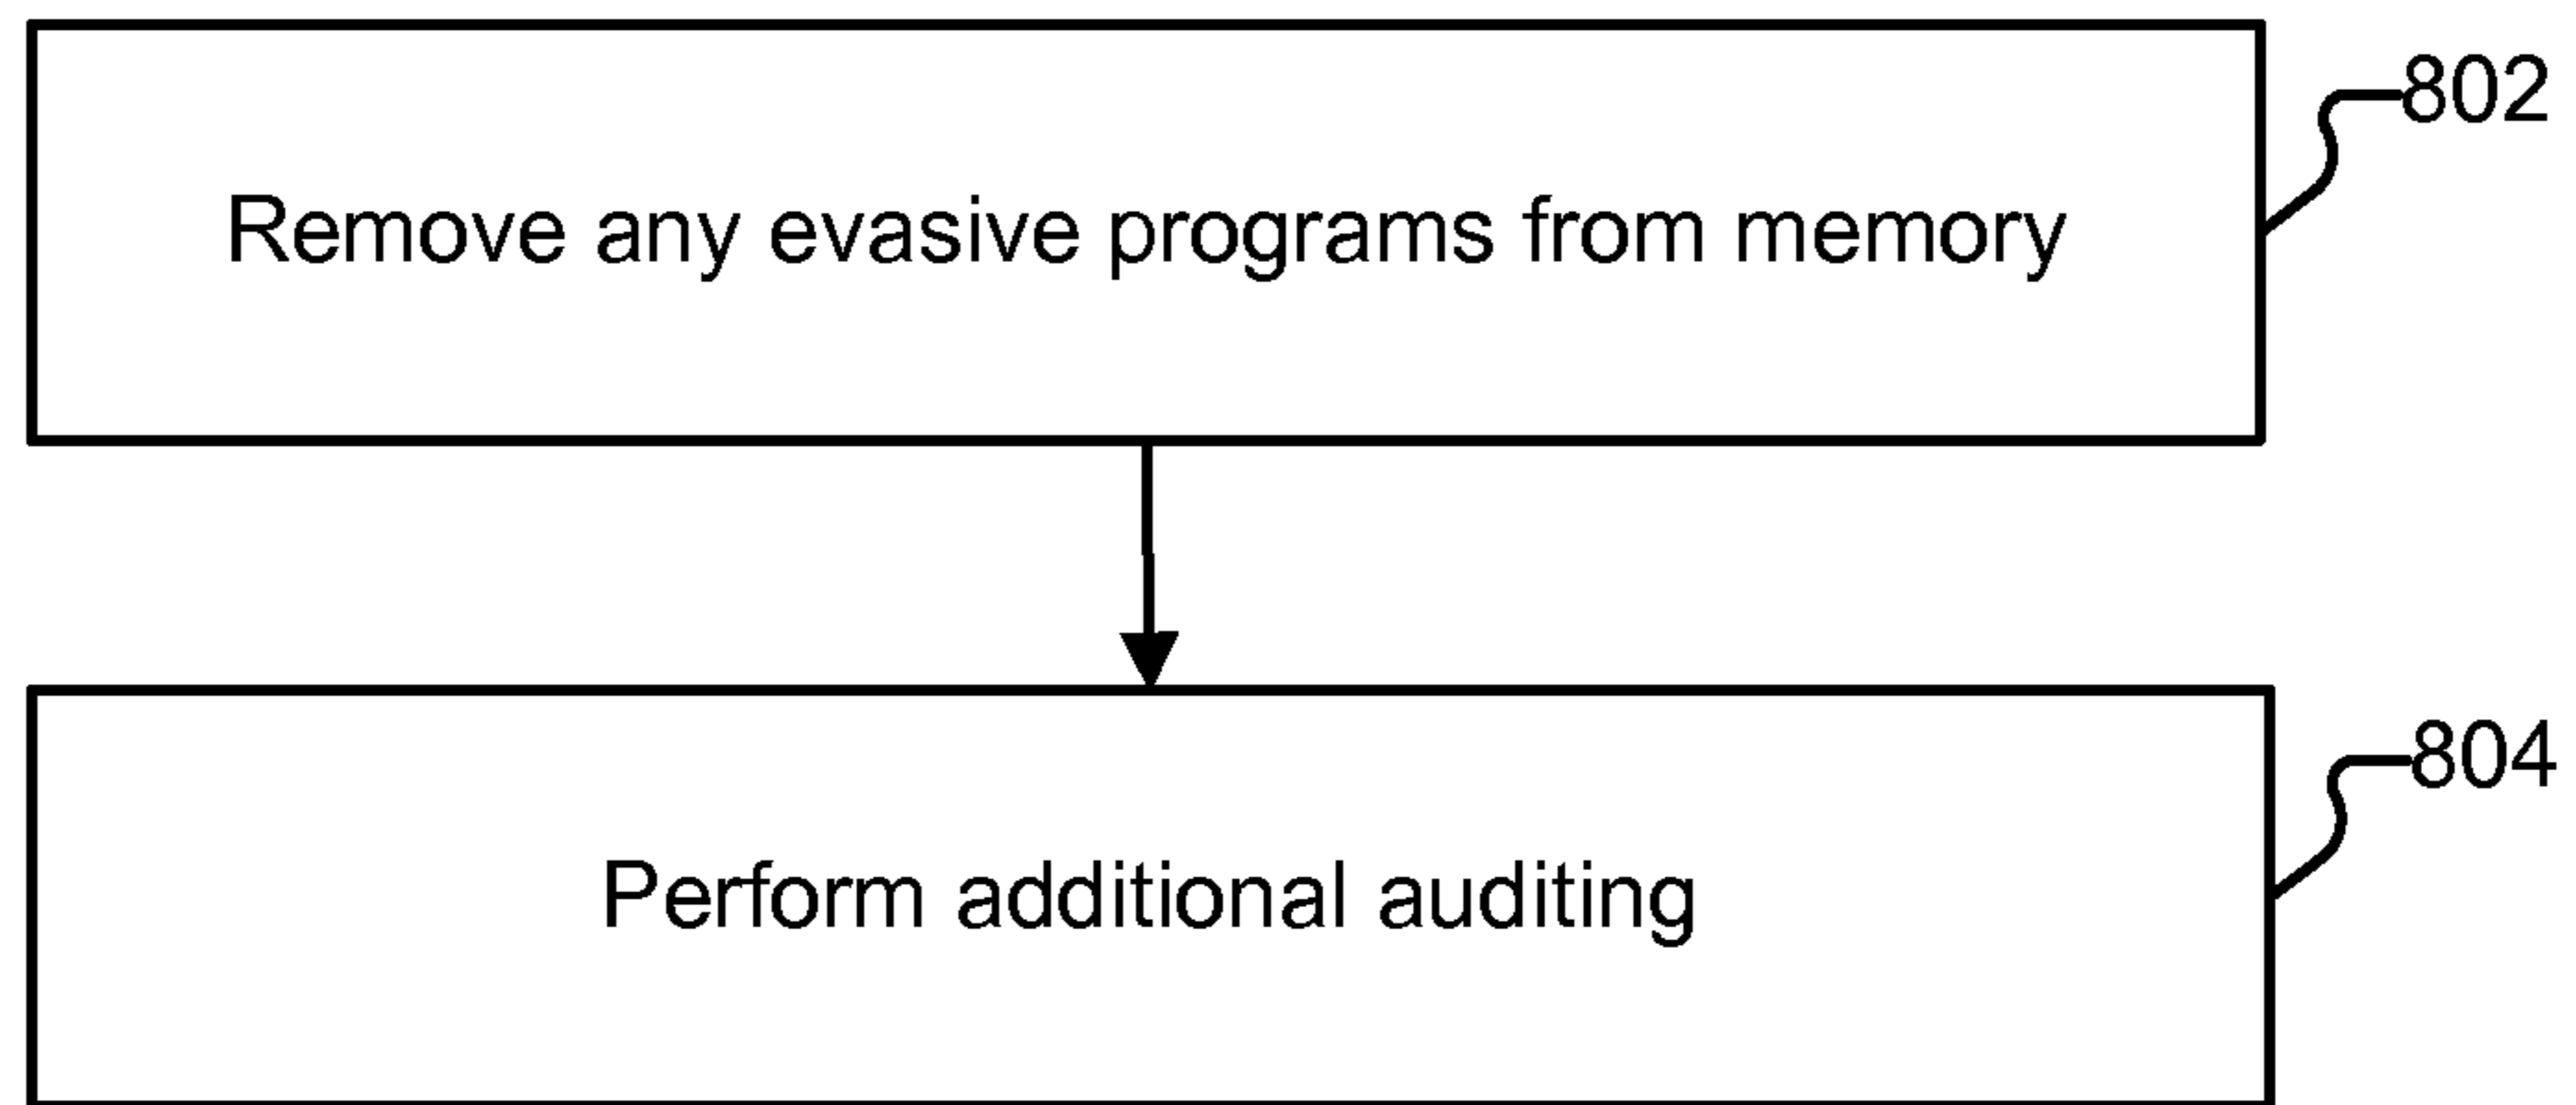 802
Remove any evasive programs from memory
804
Perform additional auditing